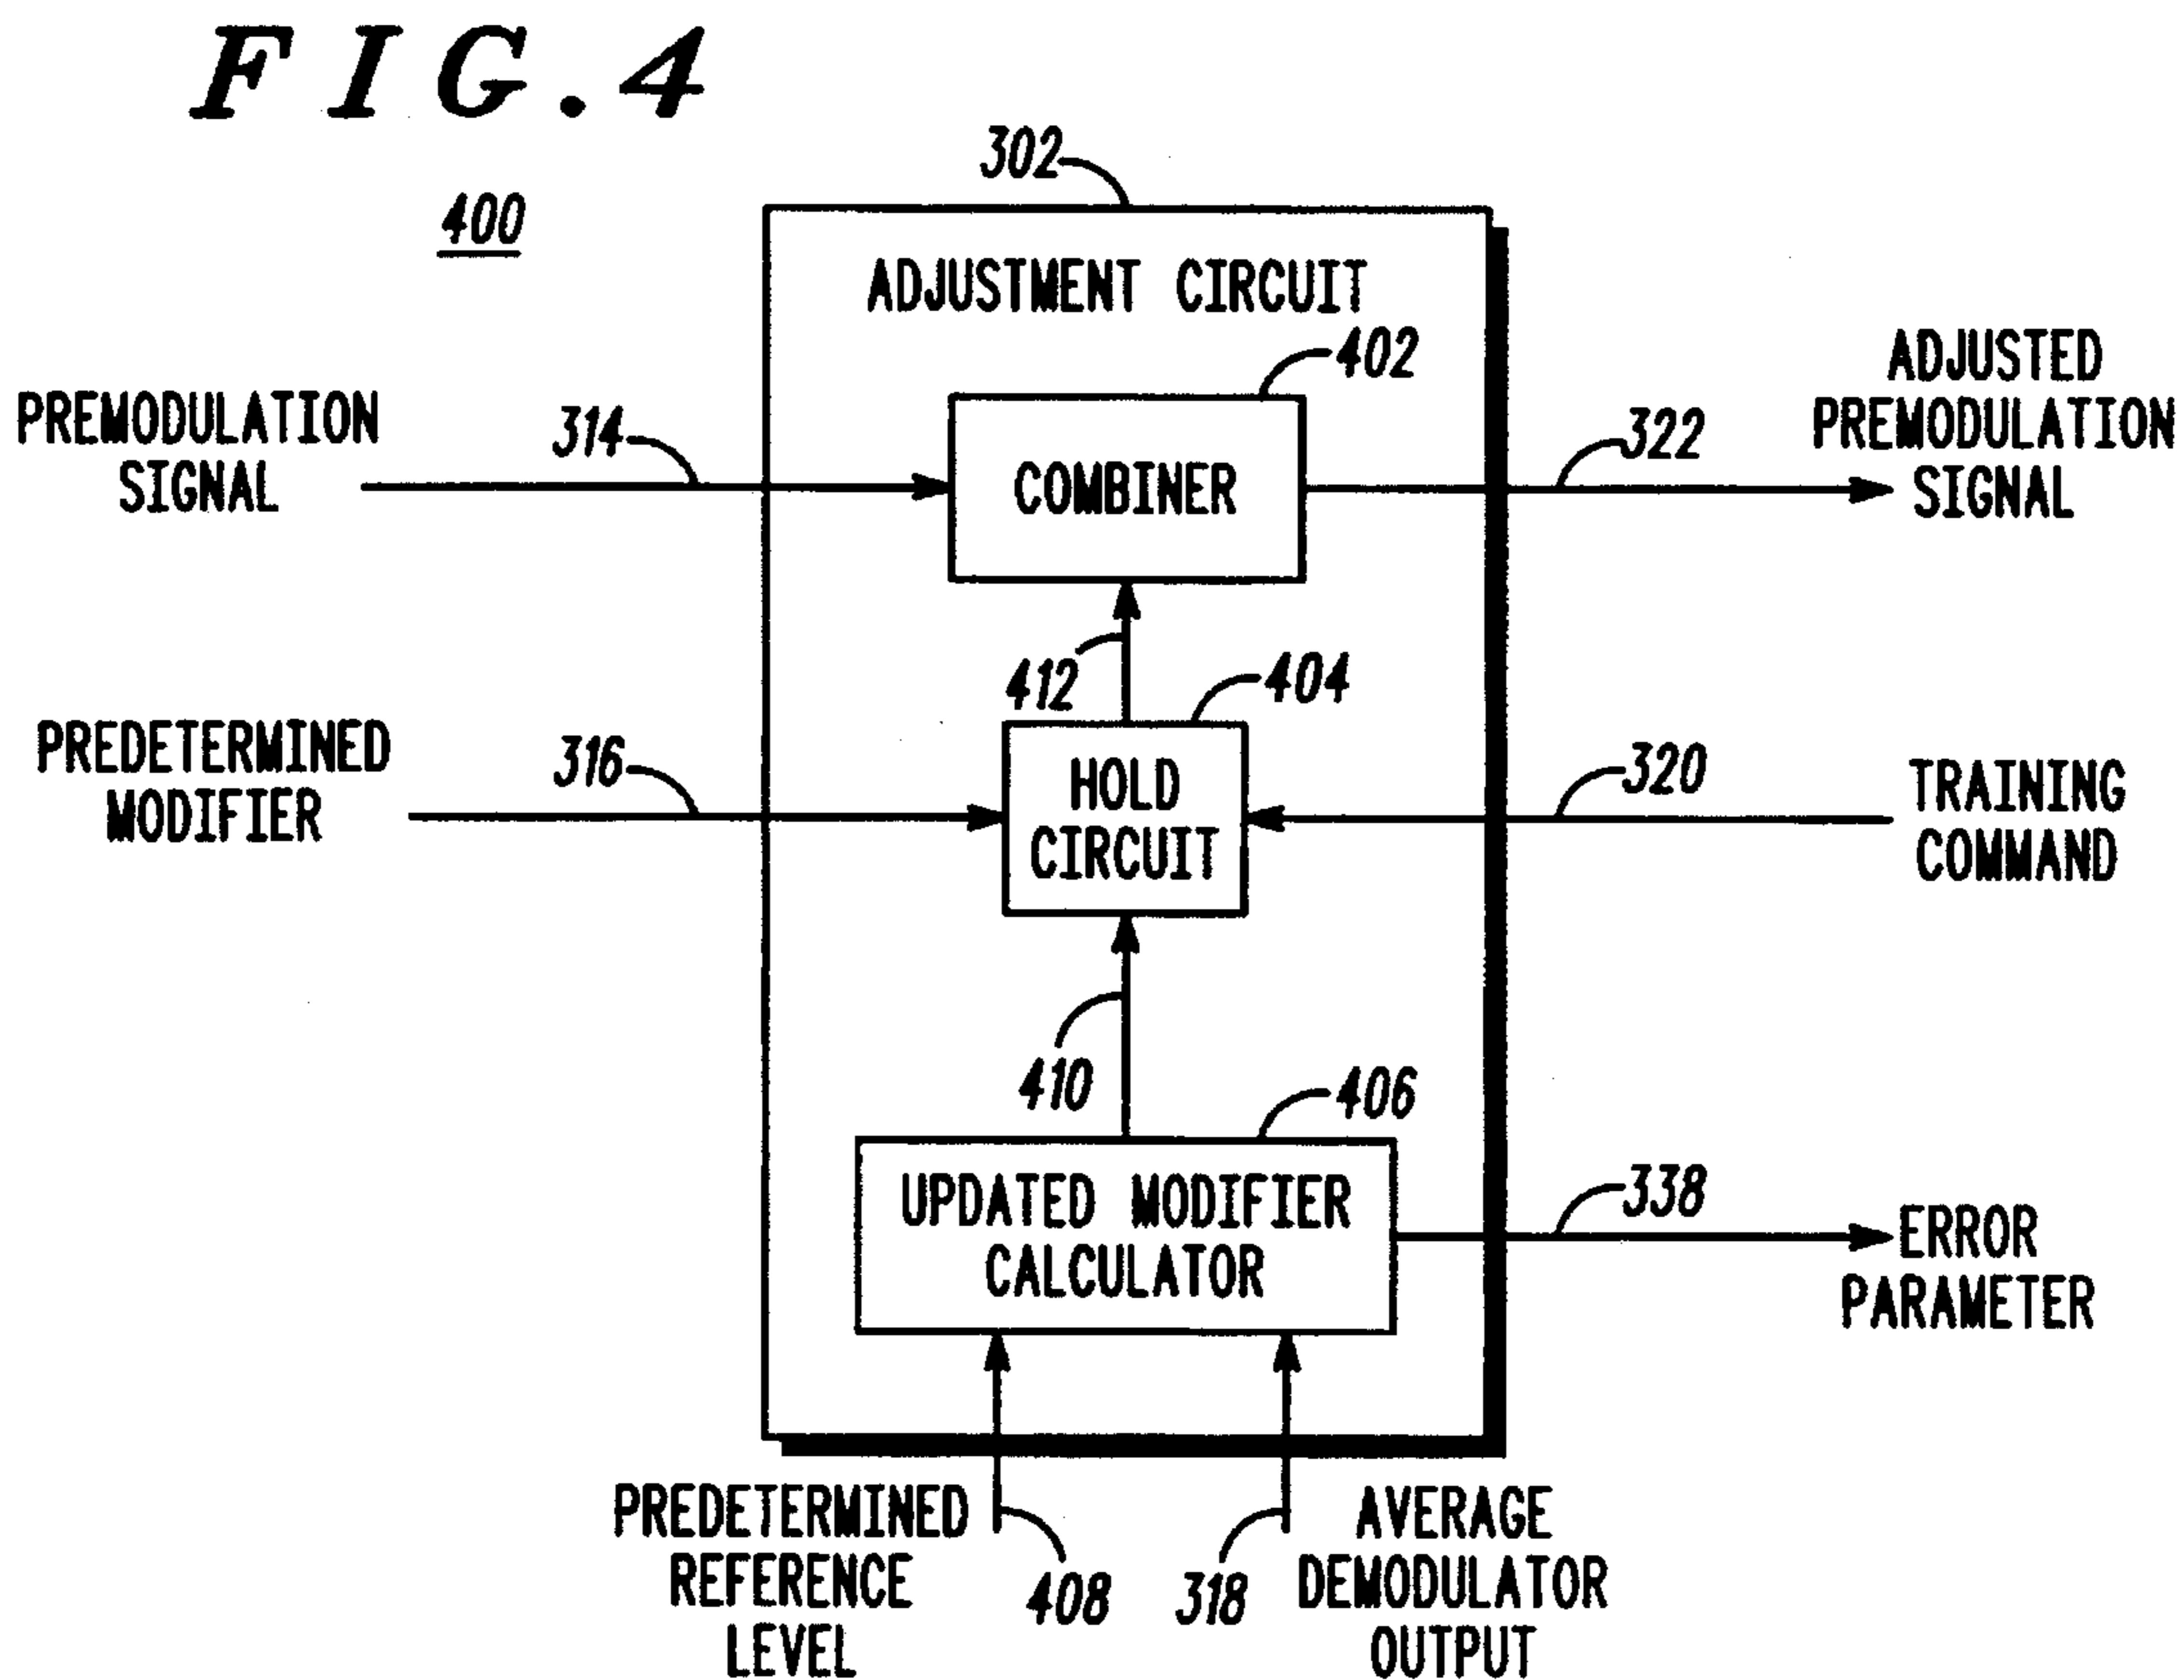 FIG.4
400
302
ADJUSTMENT CIRCUIT
402
PREMODULATION
SIGNAL
314
COMBINER
322
ADJUSTED
PREMODULATION
SIGNAL
412
404
PREDETERMINED
MODIFIER
316
HOLD
CIRCUIT
320
TRAINING
COMMAND
410
406
UPDATED MODIFIER
CALCULATOR
338
ERROR
PARAMETER
PREDETERMINED
REFERENCE
LEVEL
408
318
AVERAGE
DEMODULATOR
OUTPUT